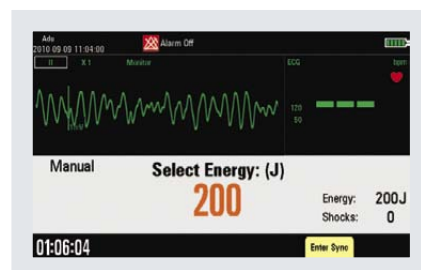 Adu
2010 09 09 11:04:00 Alarm Off
II X 1 Monitor ECG bpm
120
50
Manual
Select Energy: (J)
200
Energy: 200J
Shocks: 0
01:06:04
Enter Sync